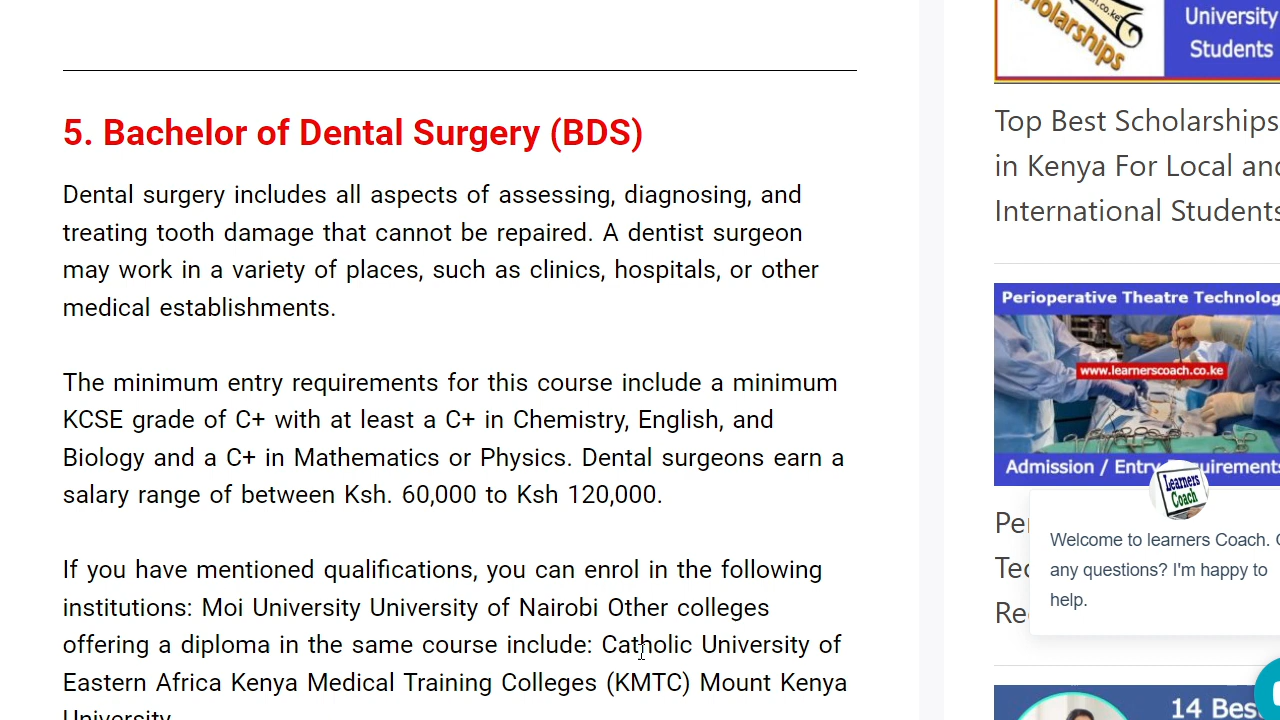 5. Bachelor of Dental Surgery (BDS)
Dental surgery includes all aspects of assessing, diagnosing, and
treating tooth damage that cannot be repaired. A dentist surgeon
may work in a variety of places, such as clinics, hospitals, or other
medical establishments.
The minimum entry requirements for this course include a minimum
KCSE grade of C+ with at least a C+ in Chemistry, English, and
Biology and a C+ in Mathematics or Physics. Dental surgeons earn a
salary range of between Ksh. 60,000 to Ksh 120,000.
If you have mentioned qualifications, you can enrol in the following
institutions: Moi University University of Nairobi Other colleges
offering a diploma in the same course include: Catholic University of
Eastern Africa Kenya Medical Training Colleges (KMTC) Mount Kenya
University
University
Students
Top Best Scholarships
in Kenya For Local and
International Students
Perioperative Theatre Technolog
www.learnerscoach.co.ke
Admission / Entry
Learners
Coach
Welcome to learners Coach.
any questions? I'm happy to
help.
14 Bes